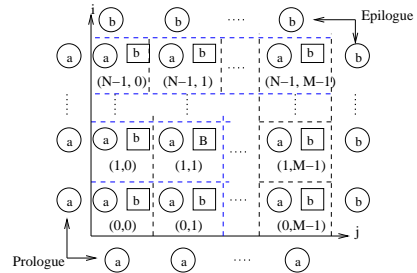 i
b b .... b Epilogue
a a b a b .... a b b
(N−1, 0) (N−1, 1) (N−1, M−1)
a a b a B .... a b b
(1,0) (1,1) (1,M−1)
a a b a b .... a b b
(0,0) (0,1) (0,M−1)
j
Prologue a a .... a